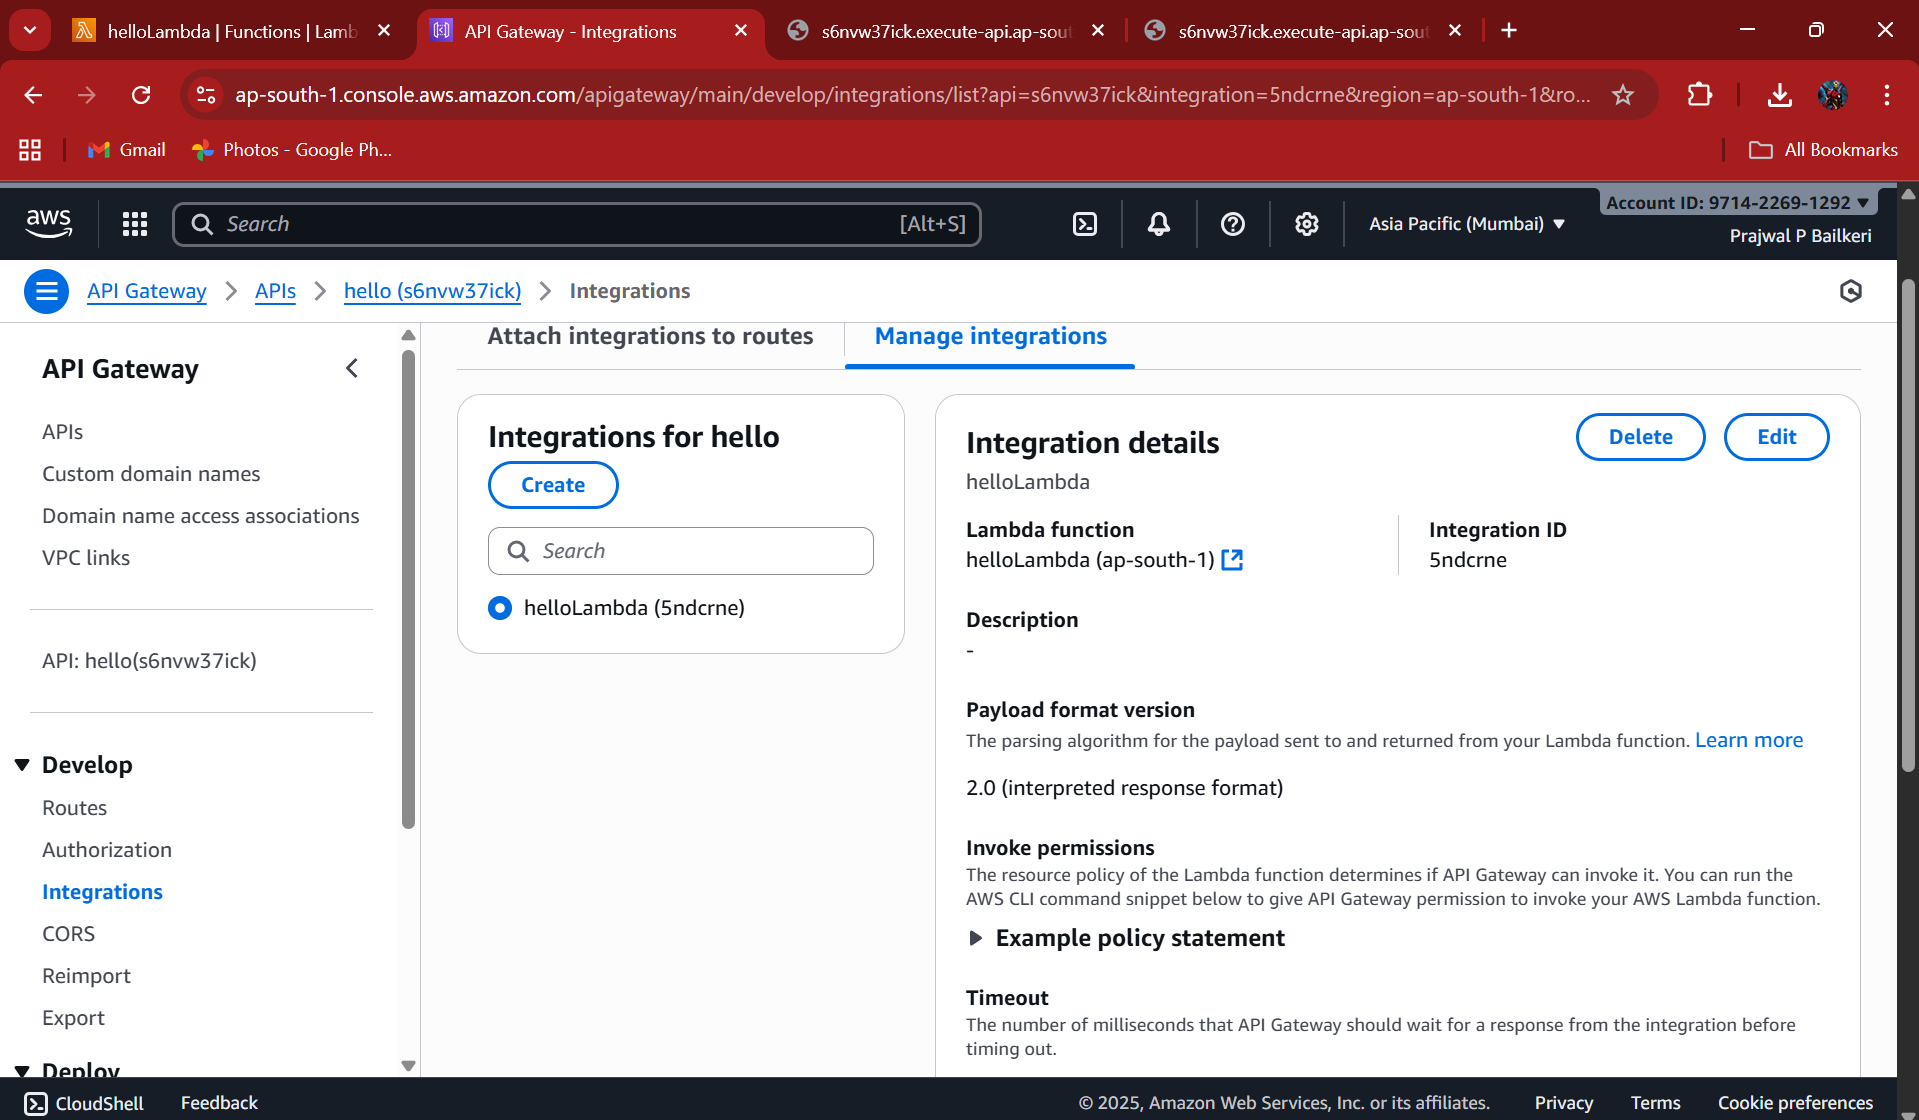 helloLambda | Functions | Lamb
API Gateway - Integrations
s6nvw37ick.execute-api.ap-sout
s6nvw37ick.execute-api.ap-sout
ap-south-1.console.aws.amazon.com/apigateway/main/develop/integrations/list?api=s6nvw37ick&integration=5ndcrne&region=ap-south-1&ro...
Gmail
Photos - Google Ph...
All Bookmarks
aws
Search
[Alt+S]
Asia Pacific (Mumbai)
Account ID: 9714-2269-1292
Prajwal P Bailkeri
API Gateway
APIs
hello (s6nvw37ick)
Integrations
API Gateway
APIs
Custom domain names
Domain name access associations
VPC links
API: hello(s6nvw37ick)
Develop
Routes
Authorization
Integrations
CORS
Reimport
Export
Deploy
Attach integrations to routes
Manage integrations
Integrations for hello
Create
Search
helloLambda (5ndcrne)
Integration details
Delete
Edit
helloLambda
Lambda function
helloLambda (ap-south-1)
Integration ID
5ndcrne
Description
-
Payload format version
The parsing algorithm for the payload sent to and returned from your Lambda function. Learn more
2.0 (interpreted response format)
Invoke permissions
The resource policy of the Lambda function determines if API Gateway can invoke it. You can run the
AWS CLI command snippet below to give API Gateway permission to invoke your AWS Lambda function.
Example policy statement
Timeout
The number of milliseconds that API Gateway should wait for a response from the integration before
timing out.
CloudShell
Feedback
© 2025, Amazon Web Services, Inc. or its affiliates.
Privacy
Terms
Cookie preferences